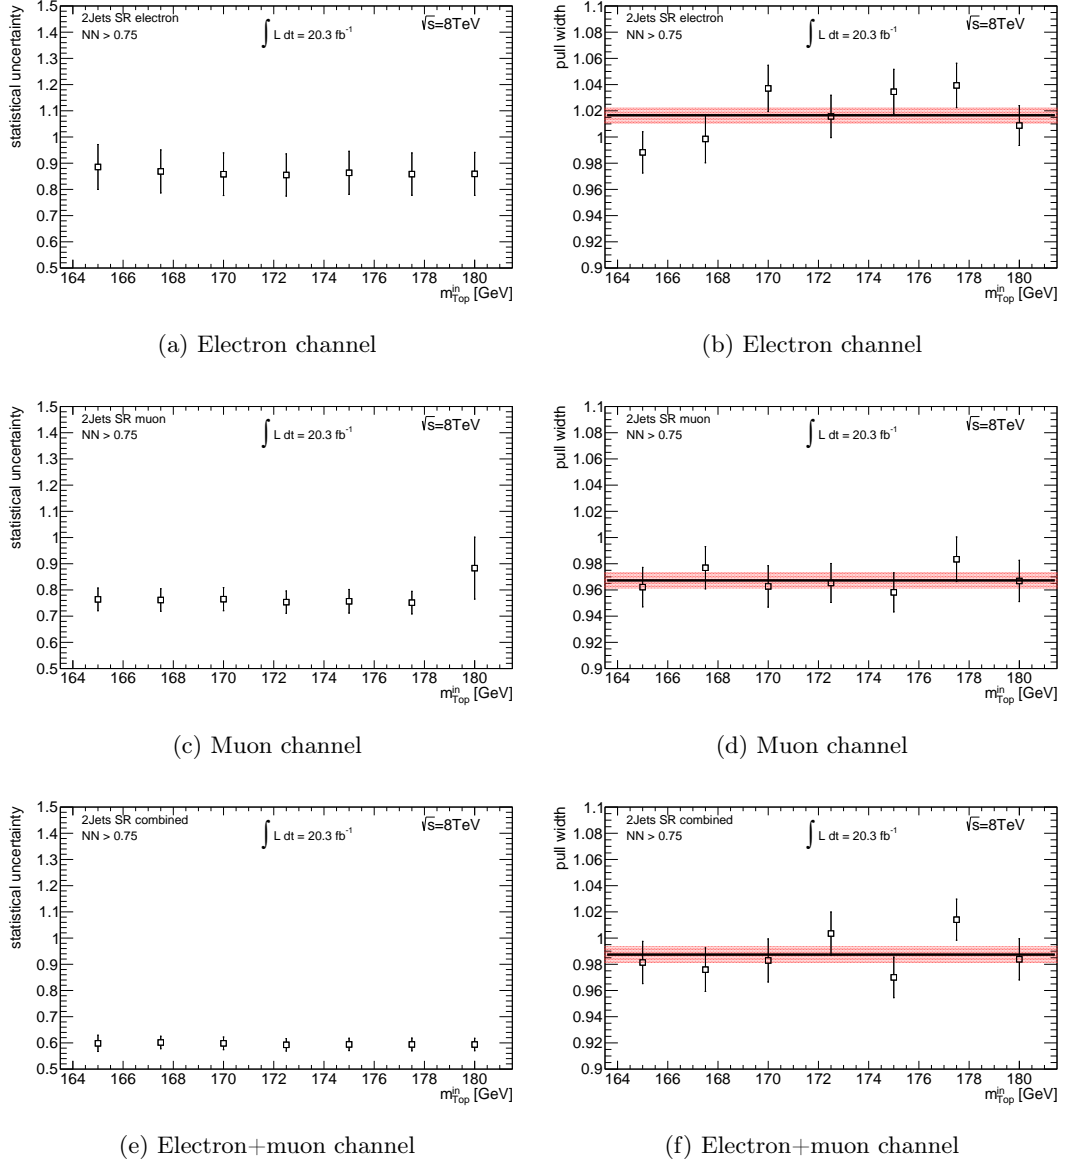 2Jets SR electron
NN > 0.75
∫ L dt = 20.3 fb⁻¹
√s=8TeV
statistical uncertainty
1.5
1.4
1.3
1.2
1.1
1
0.9
0.8
0.7
0.6
0.5
164 166 168 170 172 174 176 178 180
m_Top^in [GeV]
(a) Electron channel
2Jets SR electron
NN > 0.75
∫ L dt = 20.3 fb⁻¹
√s=8TeV
pull width
1.1
1.08
1.06
1.04
1.02
1
0.98
0.96
0.94
0.92
0.9
164 166 168 170 172 174 176 178 180
m_Top^in [GeV]
(b) Electron channel
2Jets SR muon
NN > 0.75
∫ L dt = 20.3 fb⁻¹
√s=8TeV
statistical uncertainty
1.5
1.4
1.3
1.2
1.1
1
0.9
0.8
0.7
0.6
0.5
164 166 168 170 172 174 176 178 180
m_Top^in [GeV]
(c) Muon channel
2Jets SR muon
NN > 0.75
∫ L dt = 20.3 fb⁻¹
√s=8TeV
pull width
1.1
1.08
1.06
1.04
1.02
1
0.98
0.96
0.94
0.92
0.9
164 166 168 170 172 174 176 178 180
m_Top^in [GeV]
(d) Muon channel
2Jets SR combined
NN > 0.75
∫ L dt = 20.3 fb⁻¹
√s=8TeV
statistical uncertainty
1.5
1.4
1.3
1.2
1.1
1
0.9
0.8
0.7
0.6
0.5
164 166 168 170 172 174 176 178 180
m_Top^in [GeV]
(e) Electron+muon channel
2Jets SR combined
NN > 0.75
∫ L dt = 20.3 fb⁻¹
√s=8TeV
pull width
1.1
1.08
1.06
1.04
1.02
1
0.98
0.96
0.94
0.92
0.9
164 166 168 170 172 174 176 178 180
m_Top^in [GeV]
(f) Electron+muon channel